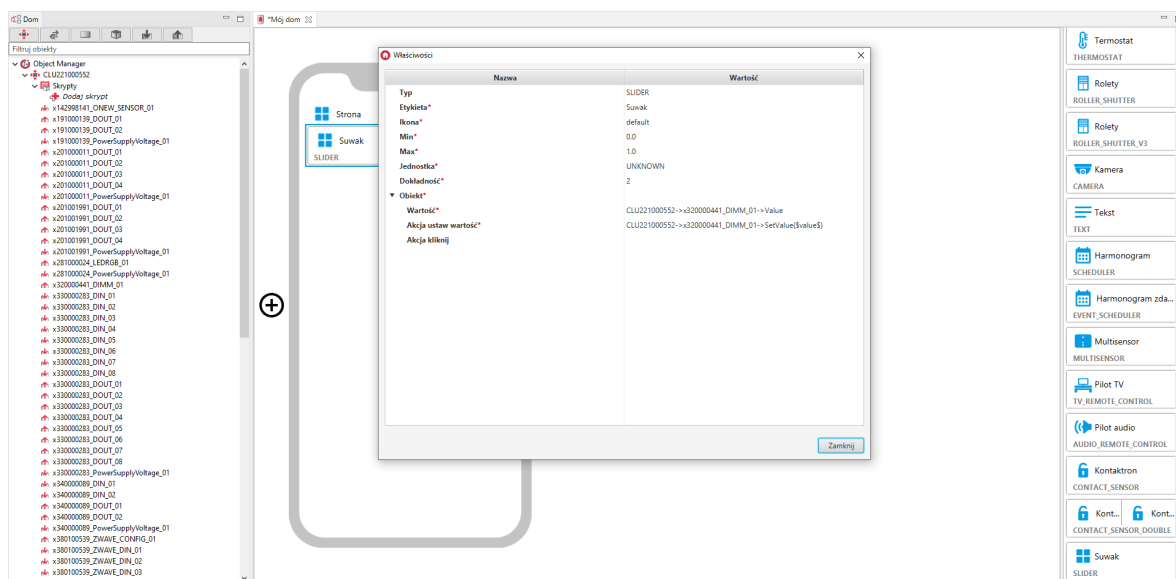 Dom
*Mój dom
Filtruj obiekty
Object Manager
CLU221000552
Skrypty
Dodaj skrypt
x142998141_ONEW_SENSOR_01
x191000139_DOUT_01
x191000139_DOUT_02
x191000139_PowerSupplyVoltage_01
x201000011_DOUT_01
x201000011_DOUT_02
x201000011_DOUT_03
x201000011_DOUT_04
x201000011_PowerSupplyVoltage_01
x201001991_DOUT_01
x201001991_DOUT_02
x201001991_DOUT_03
x201001991_DOUT_04
x201001991_PowerSupplyVoltage_01
x281000024_LEDRGB_01
x281000024_PowerSupplyVoltage_01
x320000441_DIMM_01
x330000283_DIN_01
x330000283_DIN_02
x330000283_DIN_03
x330000283_DIN_04
x330000283_DIN_05
x330000283_DIN_06
x330000283_DIN_07
x330000283_DIN_08
x330000283_DOUT_01
x330000283_DOUT_02
x330000283_DOUT_03
x330000283_DOUT_04
x330000283_DOUT_05
x330000283_DOUT_06
x330000283_DOUT_07
x330000283_DOUT_08
x330000283_PowerSupplyVoltage_01
x340000089_DIN_01
x340000089_DIN_02
x340000089_DOUT_01
x340000089_DOUT_02
x340000089_PowerSupplyVoltage_01
x380100539_ZWAVE_CONFIG_01
x380100539_ZWAVE_DIN_01
x380100539_ZWAVE_DIN_02
x380100539_ZWAVE_DIN_03
Strona
Suwak
SLIDER
Właściwości
Nazwa Wartość
Typ SLIDER
Etykieta* Suwak
Ikona* default
Min* 0.0
Max* 1.0
Jednostka* UNKNOWN
Dokładność* 2
Obiekt*
Wartość* CLU221000552->x320000441_DIMM_01->Value
Akcja ustaw wartość* CLU221000552->x320000441_DIMM_01->SetValue($value$)
Akcja kliknij
Zamknij
Termostat
THERMOSTAT
Rolety
ROLLER_SHUTTER
Rolety
ROLLER_SHUTTER_V3
Kamera
CAMERA
Tekst
TEXT
Harmonogram
SCHEDULER
Harmonogram zda...
EVENT_SCHEDULER
Multisensor
MULTISENSOR
Pilot TV
TV_REMOTE_CONTROL
Pilot audio
AUDIO_REMOTE_CONTROL
Kontaktron
CONTACT_SENSOR
Kont... Kont...
CONTACT_SENSOR_DOUBLE
Suwak
SLIDER